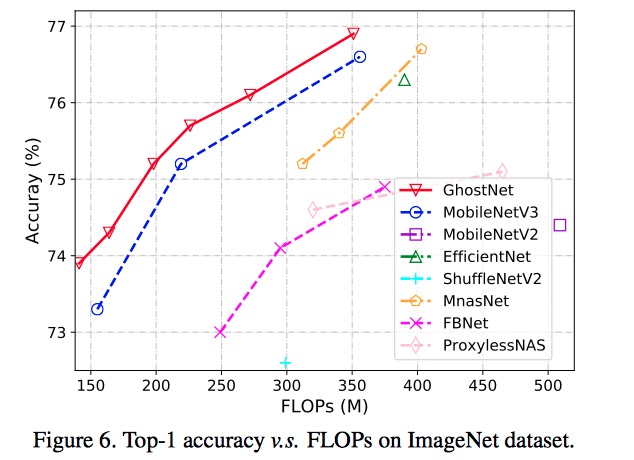 77
76
75
74
73
Accuray (%)
GhostNet
MobileNetV3
MobileNetV2
EfficientNet
ShuffleNetV2
MnasNet
FBNet
ProxylessNAS
150 200 250 300 350 400 450 500
FLOPs (M)
Figure 6. Top-1 accuracy v.s. FLOPs on ImageNet dataset.